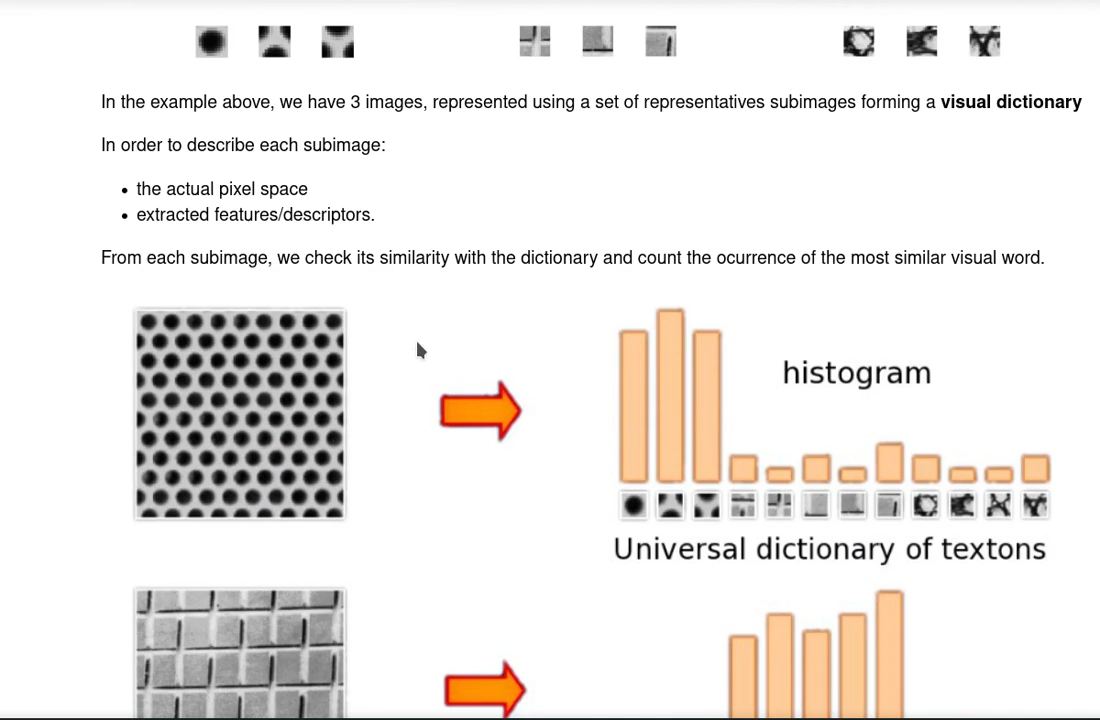 In the example above, we have 3 images, represented using a set of representatives subimages forming a visual dictionary
In order to describe each subimage:
• the actual pixel space
• extracted features/descriptors.
From each subimage, we check its similarity with the dictionary and count the ocurrence of the most similar visual word.
histogram
Universal dictionary of textons